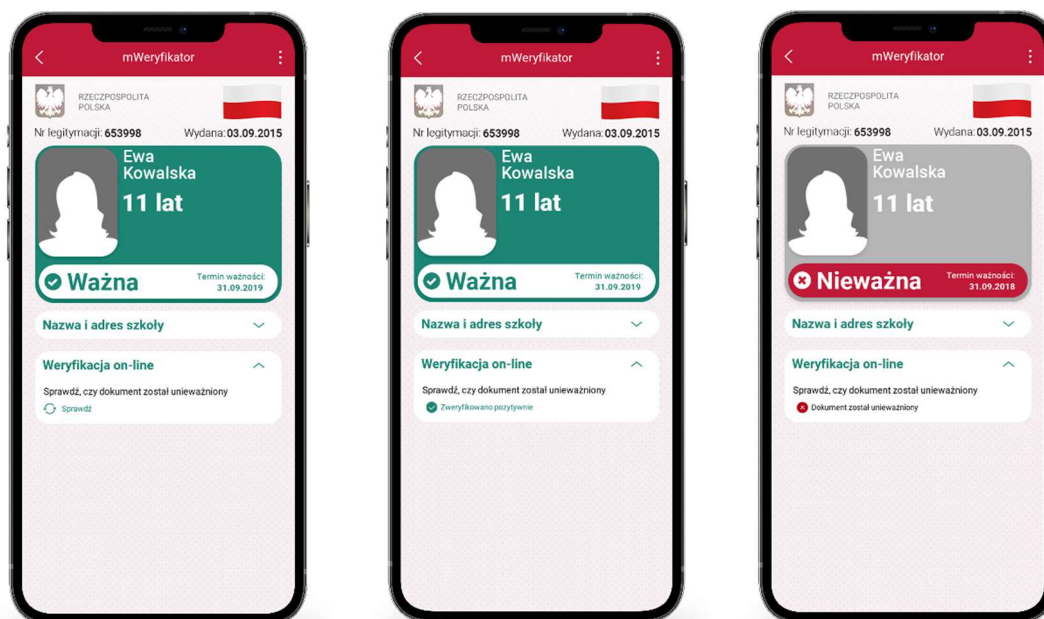 mWeryfikator
RZECZPOSPOLITA
POLSKA
Nr legitymacji: 653998 Wydana: 03.09.2015
Ewa
Kowalska
11 lat
Ważna
Termin ważności:
31.09.2019
Nazwa i adres szkoły
Weryfikacja on-line
Sprawdź, czy dokument został unieważniony
Sprawdź
mWeryfikator
RZECZPOSPOLITA
POLSKA
Nr legitymacji: 653998 Wydana: 03.09.2015
Ewa
Kowalska
11 lat
Ważna
Termin ważności:
31.09.2019
Nazwa i adres szkoły
Weryfikacja on-line
Sprawdź, czy dokument został unieważniony
Zweryfikowano pozytywnie
mWeryfikator
RZECZPOSPOLITA
POLSKA
Nr legitymacji: 653998 Wydana: 03.09.2015
Ewa
Kowalska
11 lat
Nieważna
Termin ważności:
31.09.2018
Nazwa i adres szkoły
Weryfikacja on-line
Sprawdź, czy dokument został unieważniony
Dokument został unieważniony